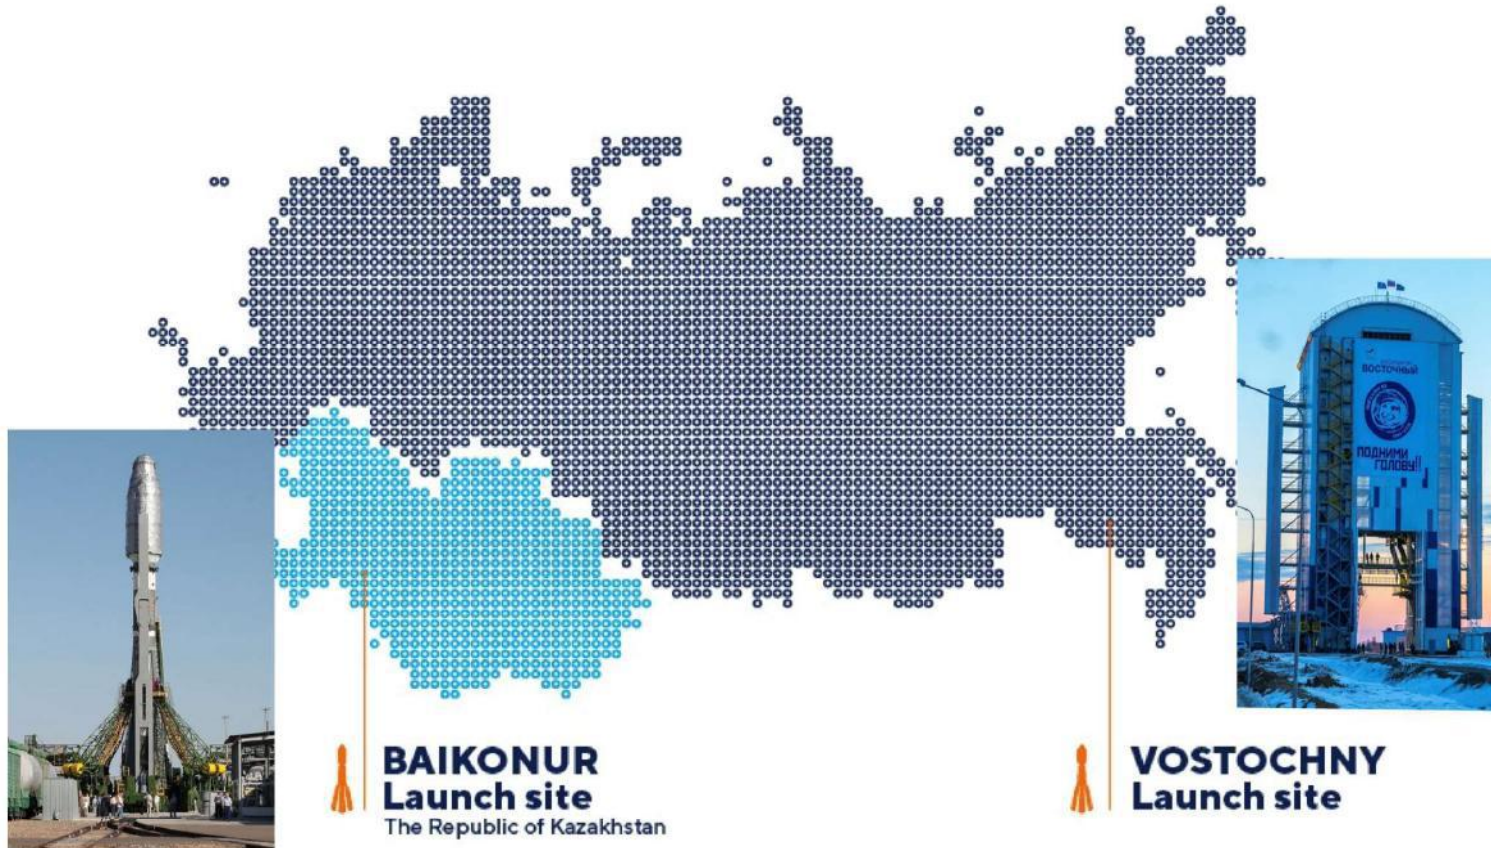 BAIKONUR
Launch site
The Republic of Kazakhstan
VOSTOCHNY
Launch site
ВОСТОЧНЫЙ
ПОДНИМИ
ГОЛОВУ!!